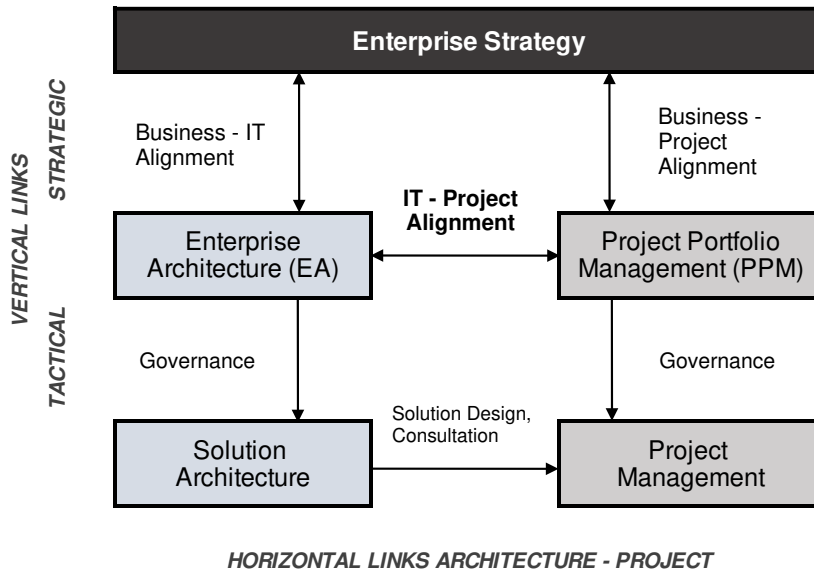 Enterprise Strategy
VERTICAL LINKS
STRATEGIC
TACTICAL
Business - IT
Alignment
Business -
Project
Alignment
IT - Project
Alignment
Enterprise
Architecture (EA)
Project Portfolio
Management (PPM)
Governance
Governance
Solution Design,
Consultation
Solution
Architecture
Project
Management
HORIZONTAL LINKS ARCHITECTURE - PROJECT